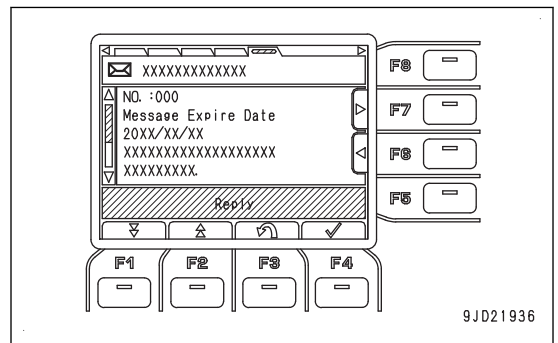 XXXXXXXXXXXXX
NO. :000
Message Expire Date
20XX/XX/XX
XXXXXXXXXXXXXXXXXXXX
XXXXXXXXX.
Reply
F8
F7
F6
F5
F1 F2 F3 F4
9JD21936